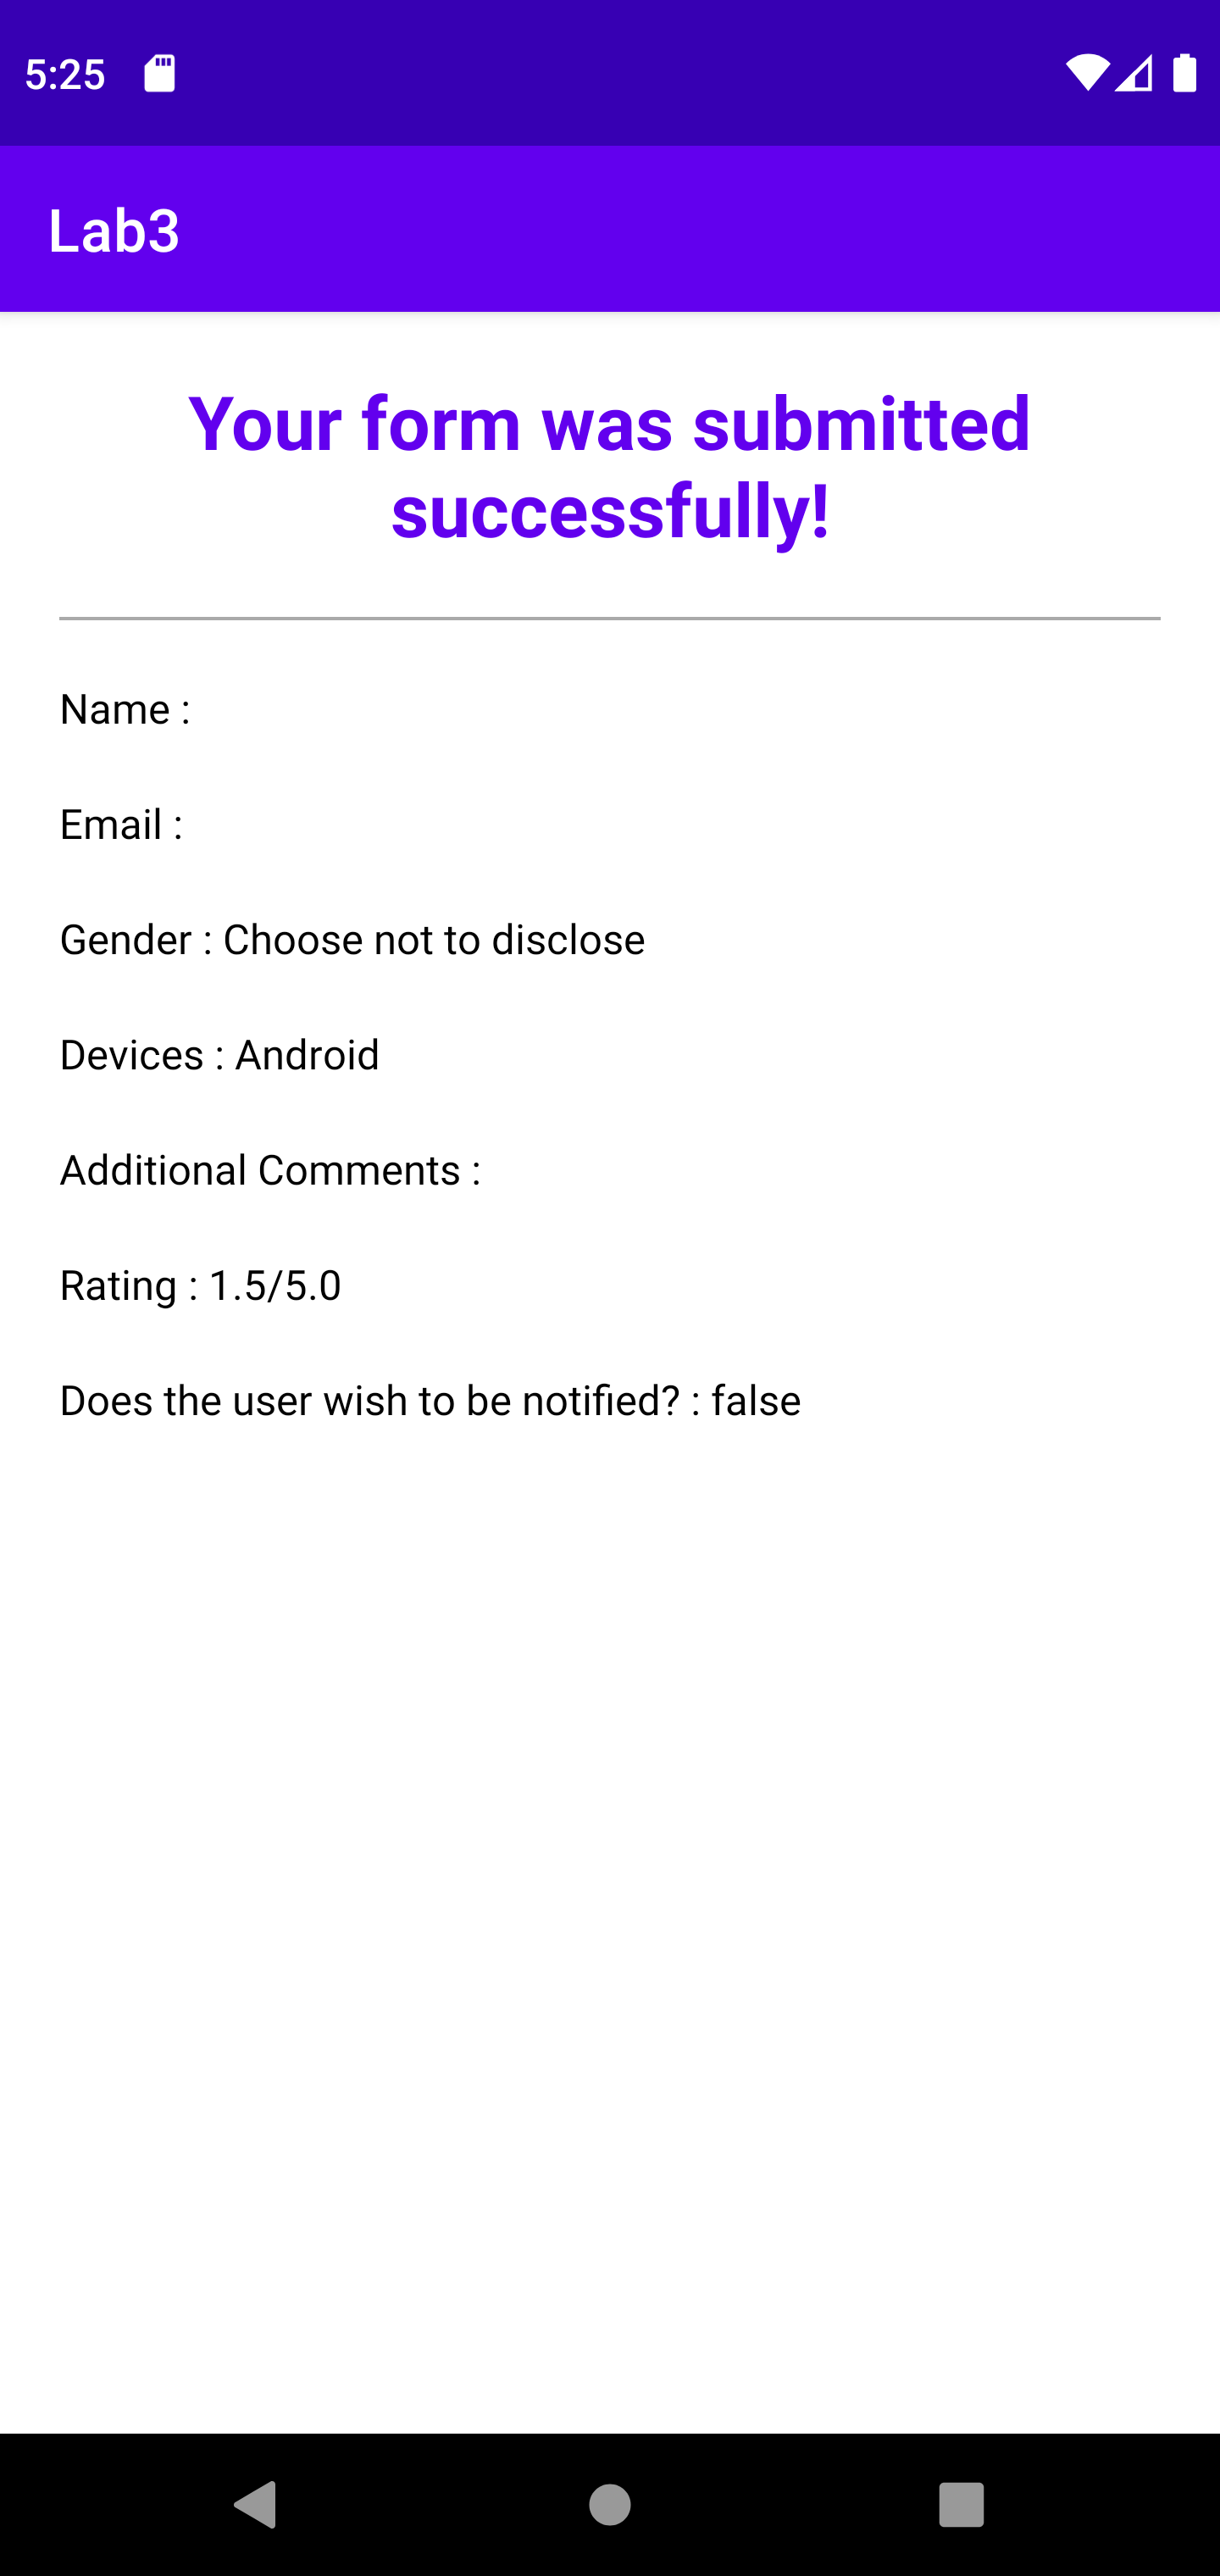 5:25
Lab3
Your form was submitted
successfully!
Name :
Email :
Gender : Choose not to disclose
Devices : Android
Additional Comments :
Rating : 1.5/5.0
Does the user wish to be notified? : false